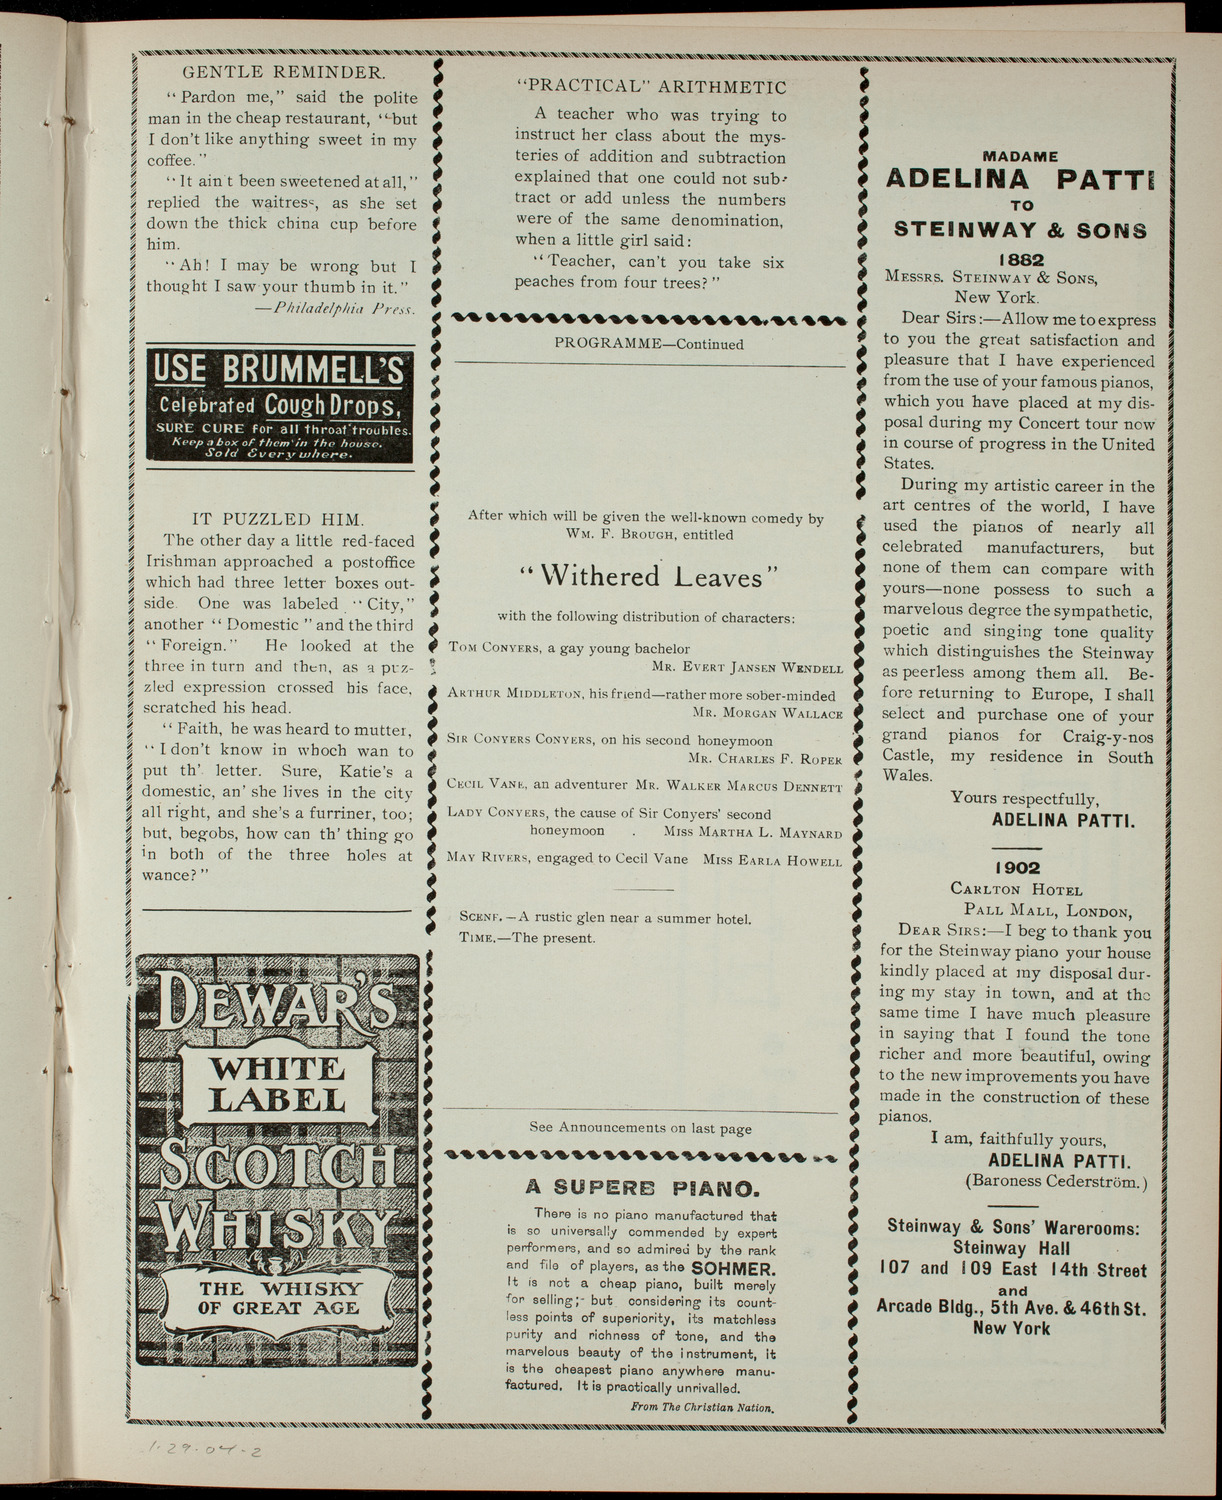 GENTLE REMINDER.
“Pardon me,” said the polite
man in the cheap restaurant, “but
I don't like anything sweet in my
coffee.”
“It ain't been sweetened at all,”
replied the waitress, as she set
down the thick china cup before
him.
“Ah! I may be wrong but I
thought I saw your thumb in it.”
—Philadelphia Press.
USE BRUMMELL'S
Celebrated Cough Drops,
SURE CURE for all throat troubles.
Keep a box of them in the house.
Sold Everywhere.
IT PUZZLED HIM.
The other day a little red-faced
Irishman approached a postoffice
which had three letter boxes out-
side. One was labeled “City,”
another “Domestic” and the third
“Foreign.” He looked at the
three in turn and then, as a puz-
zled expression crossed his face,
scratched his head.
“Faith, he was heard to mutter,
“I don't know in whoch wan to
put th' letter. Sure, Katie's a
domestic, an' she lives in the city
all right, and she's a furriner, too;
but, begobs, how can th' thing go
in both of the three holes at
wance?”
DEWAR'S
WHITE
LABEL
SCOTCH
WHISKY
THE WHISKY
OF GREAT AGE
“PRACTICAL” ARITHMETIC
A teacher who was trying to
instruct her class about the mys-
teries of addition and subtraction
explained that one could not sub-
tract or add unless the numbers
were of the same denomination,
when a little girl said:
“Teacher, can't you take six
peaches from four trees?”
PROGRAMME—Continued
After which will be given the well-known comedy by
WM. F. BROUGH, entitled
“Withered Leaves”
with the following distribution of characters:
TOM CONYERS, a gay young bachelor
MR. EVERT JANSEN WENDELL
ARTHUR MIDDLETON, his friend—rather more sober-minded
MR. MORGAN WALLACE
SIR CONYERS CONYERS, on his second honeymoon
MR. CHARLES F. ROPER
CECIL VANE, an adventurer MR. WALKER MARCUS DENNETT
LADY CONYERS, the cause of Sir Conyers' second
honeymoon . MISS MARTHA L. MAYNARD
MAY RIVERS, engaged to Cecil Vane MISS EARLA HOWELL
SCENE.—A rustic glen near a summer hotel.
TIME.—The present.
See Announcements on last page
A SUPERB PIANO.
There is no piano manufactured that
is so universally commended by expert
performers, and so admired by the rank
and file of players, as the SOHMER.
It is not a cheap piano, built merely
for selling; but considering its count-
less points of superiority, its matchless
purity and richness of tone, and the
marvelous beauty of the instrument, it
is the cheapest piano anywhere manu-
factured. It is practically unrivalled.
From The Christian Nation.
MADAME
ADELINA PATTI
TO
STEINWAY & SONS
1882
MESSRS. STEINWAY & SONS,
New York.
Dear Sirs:—Allow me to express
to you the great satisfaction and
pleasure that I have experienced
from the use of your famous pianos,
which you have placed at my dis-
posal during my Concert tour now
in course of progress in the United
States.
During my artistic career in the
art centres of the world, I have
used the pianos of nearly all
celebrated manufacturers, but
none of them can compare with
yours—none possess to such a
marvelous degree the sympathetic,
poetic and singing tone quality
which distinguishes the Steinway
as peerless among them all. Be-
fore returning to Europe, I shall
select and purchase one of your
grand pianos for Craig-y-nos
Castle, my residence in South
Wales.
Yours respectfully,
ADELINA PATTI.
1902
CARLTON HOTEL
PALL MALL, LONDON,
DEAR SIRS:—I beg to thank you
for the Steinway piano your house
kindly placed at my disposal dur-
ing my stay in town, and at the
same time I have much pleasure
in saying that I found the tone
richer and more beautiful, owing
to the new improvements you have
made in the construction of these
pianos.
I am, faithfully yours,
ADELINA PATTI.
(Baroness Cederström.)
Steinway & Sons' Warerooms:
Steinway Hall
107 and 109 East 14th Street
and
Arcade Bldg., 5th Ave. & 46th St.
New York
1-29-04-2